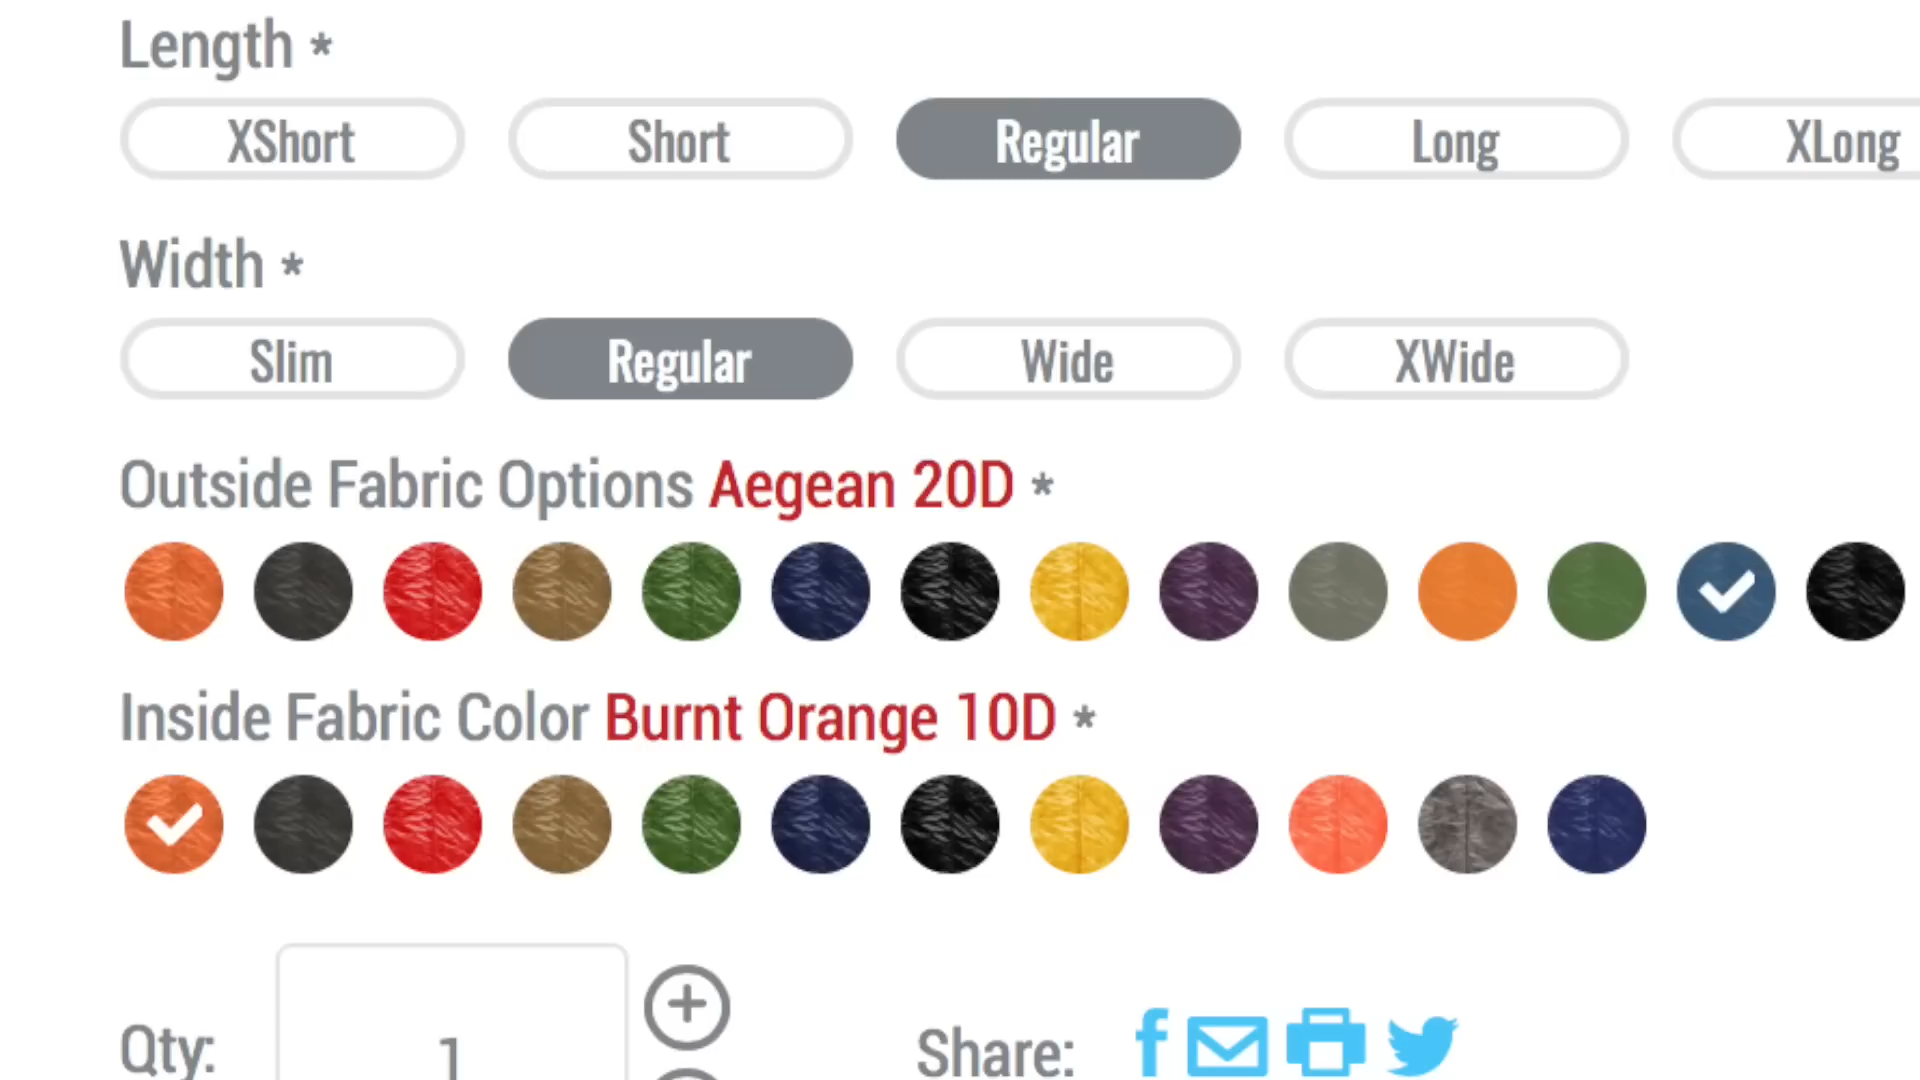 Length *
XShort Short Regular Long XLong
Width *
Slim Regular Wide XWide
Outside Fabric Options Aegean 20D *
Inside Fabric Color Burnt Orange 10D *
Qty: 1 Share: